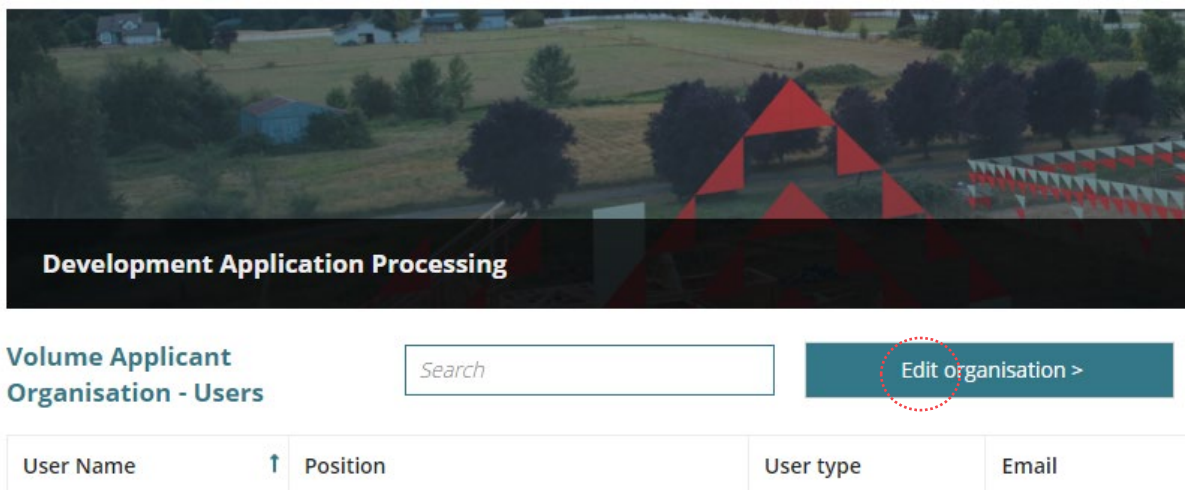 Development Application Processing
Volume Applicant
Organisation - Users
Search
Edit organisation >
User Name ↑ Position User type Email